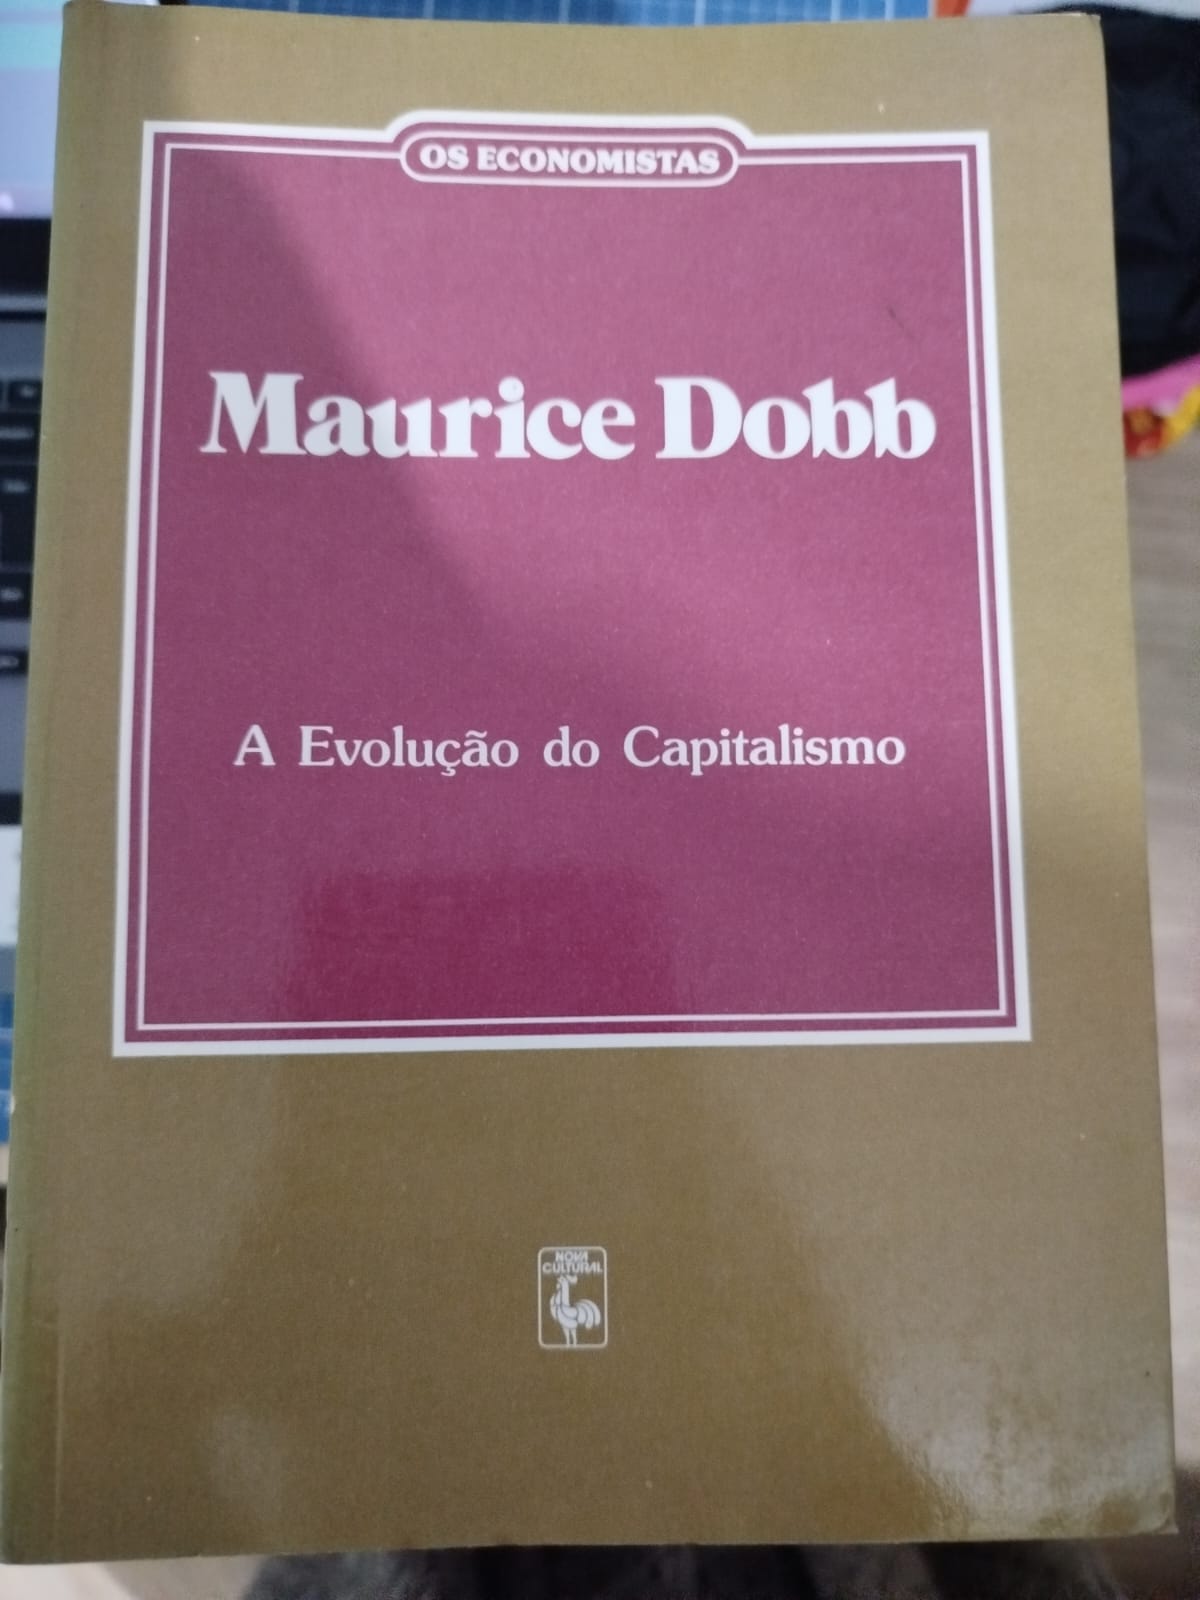 OS ECONOMISTAS
Maurice Dobb
A Evolução do Capitalismo
NOVA
CULTURAL